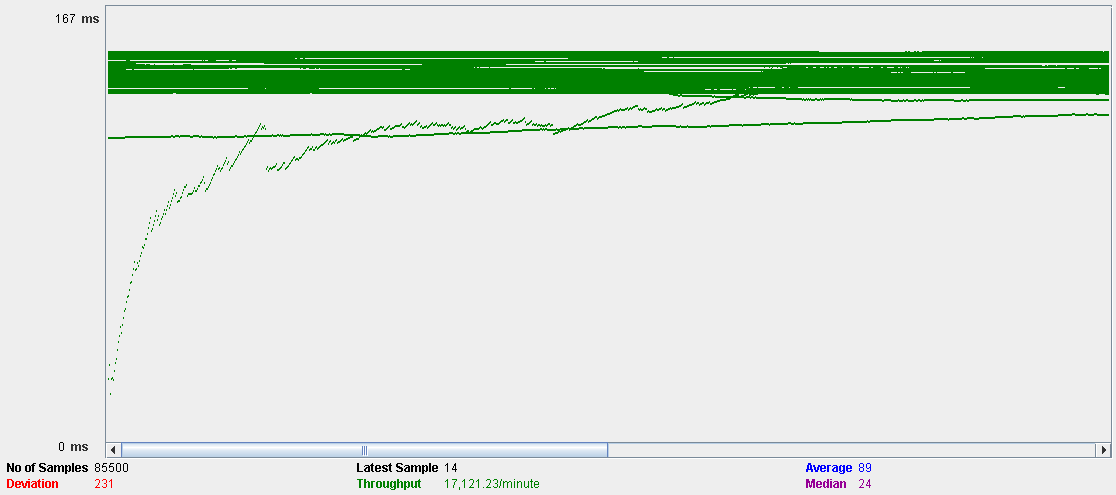 167 ms
0 ms
No of Samples 85500 Latest Sample 14 Average 89
Deviation 231 Throughput 17,121.23/minute Median 24